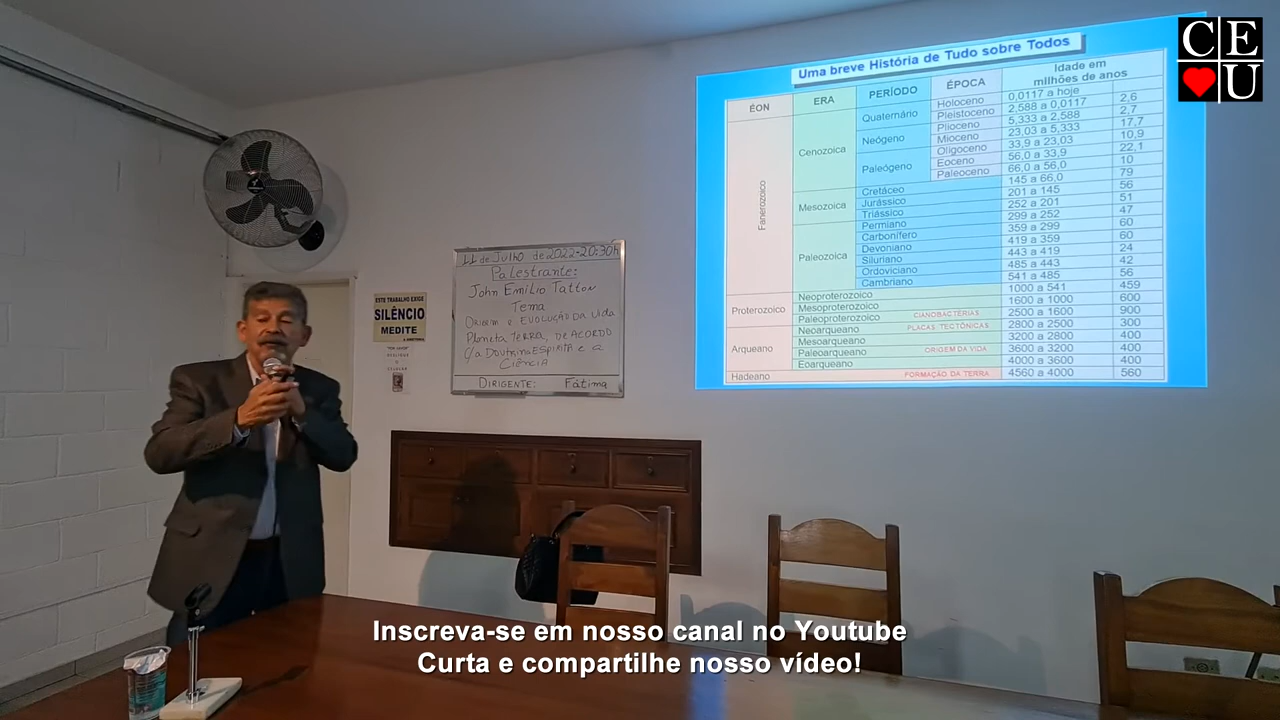 Uma breve História de Tudo sobre Todos
C E
U
ÉON ERA PERÍODO ÉPOCA Idade em
milhões de anos
Quaternário Holoceno 0,0117 a hoje
Pleistoceno 2,588 a 0,0117 2,6
Neógeno Plioceno 5,333 a 2,588 2,7
Mioceno 23,03 a 5,333 17,7
Cenozoica Oligoceno 33,9 a 23,03 10,9
Paleógeno Eoceno 56,0 a 33,9 22,1
Paleoceno 66,0 a 56,0 10
Fanerozoico
Mesozoica Cretáceo 145 a 66,0 79
Jurássico 201 a 145 56
Triássico 252 a 201 51
Paleozoica Permiano 299 a 252 47
Carbonífero 359 a 299 60
Devoniano 419 a 359 60
Siluriano 443 a 419 24
Ordoviciano 485 a 443 42
Cambriano 541 a 485 56
Proterozoico Neoproterozoico 1000 a 541 459
Mesoproterozoico 1600 a 1000 600
Paleoproterozoico CIANOBACTÉRIAS 2500 a 1600 900
Arqueano Neoarqueano PLACAS TECTÔNICAS 2800 a 2500 300
Mesoarqueano 3200 a 2800 400
Paleoarqueano ORIGEM DA VIDA 3600 a 3200 400
Eoarqueano 4000 a 3600 400
Hadeano FORMAÇÃO DA TERRA 4560 a 4000 560
11 de Julho de 2022-20:30h
Palestrante:
John Emilio Tatton
Tema
ORIGEM E EVOLUÇÃO DA Vida
PLaneta TERRA, DE ACORDO
c/a Doutrina ESPIRITA e a
CIÊNCIA
DIRIGENTE: Fátima
ESTE TRABALHO EXIGE
SILÊNCIO
MEDITE
DESLIGUE
O
CELULAR
Inscreva-se em nosso canal no Youtube
Curta e compartilhe nosso vídeo!